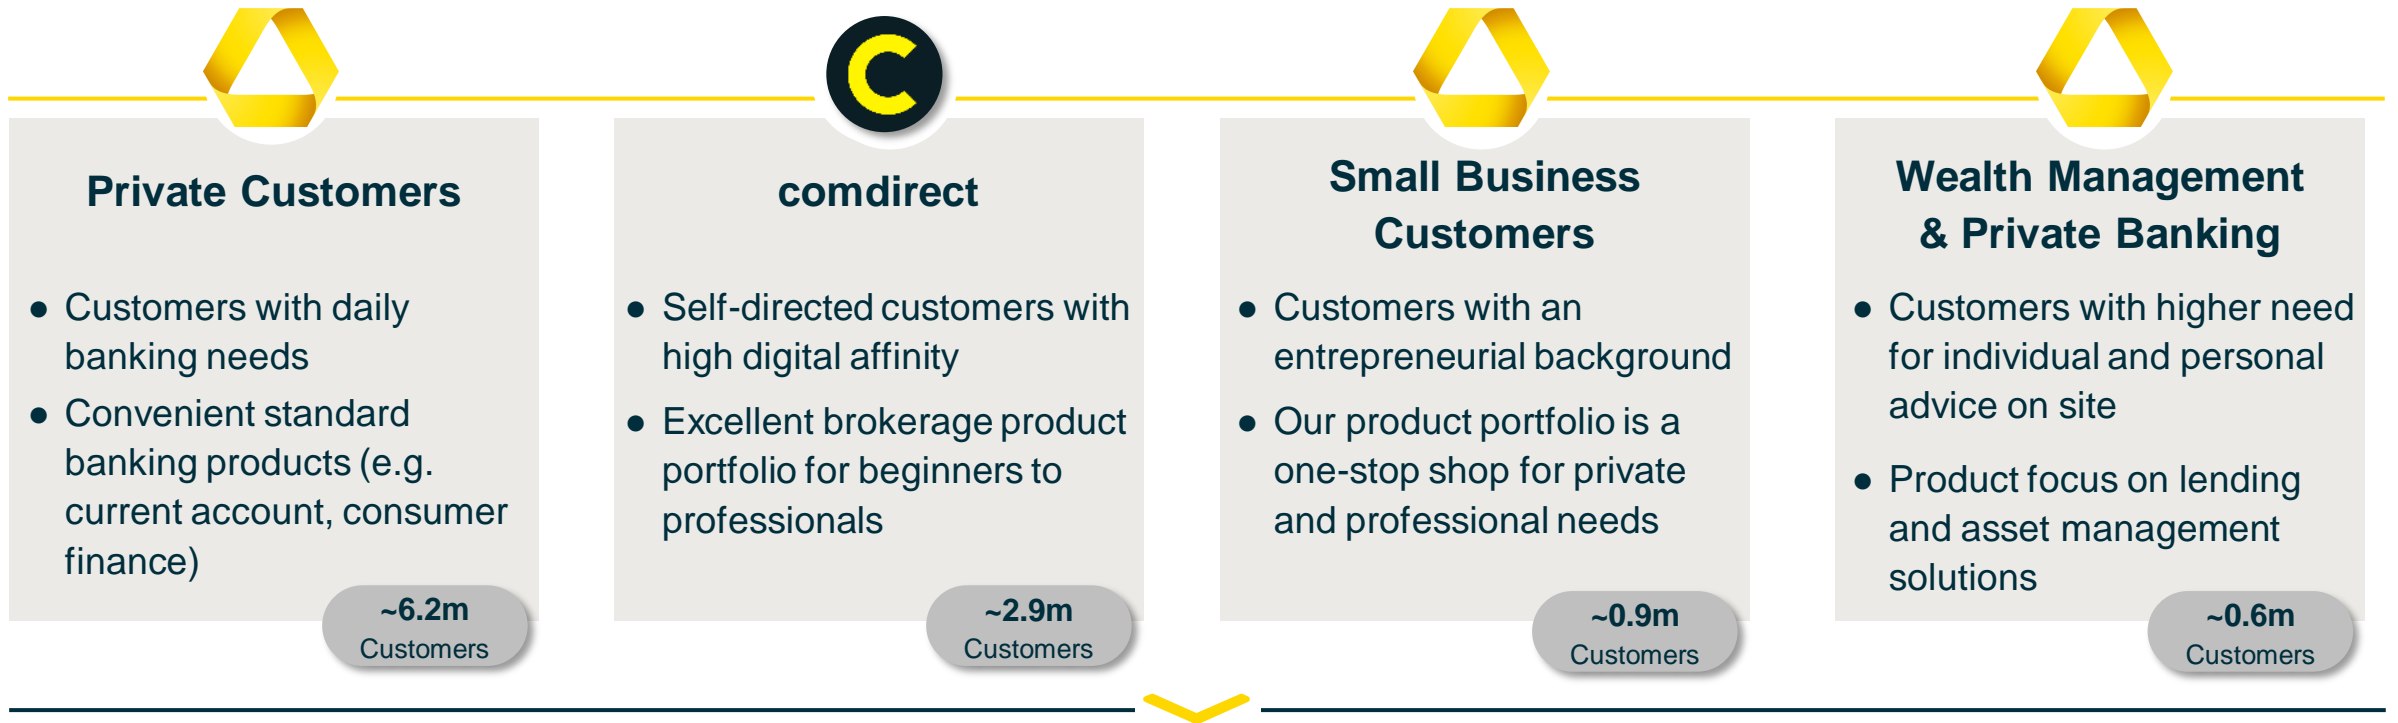 Private Customers
● Customers with daily
banking needs
● Convenient standard
banking products (e.g.
current account, consumer
finance)
~6.2m
Customers
comdirect
● Self-directed customers with
high digital affinity
● Excellent brokerage product
portfolio for beginners to
professionals
~2.9m
Customers
Small Business
Customers
● Customers with an
entrepreneurial background
● Our product portfolio is a
one-stop shop for private
and professional needs
~0.9m
Customers
Wealth Management
& Private Banking
● Customers with higher need
for individual and personal
advice on site
● Product focus on lending
and asset management
solutions
~0.6m
Customers